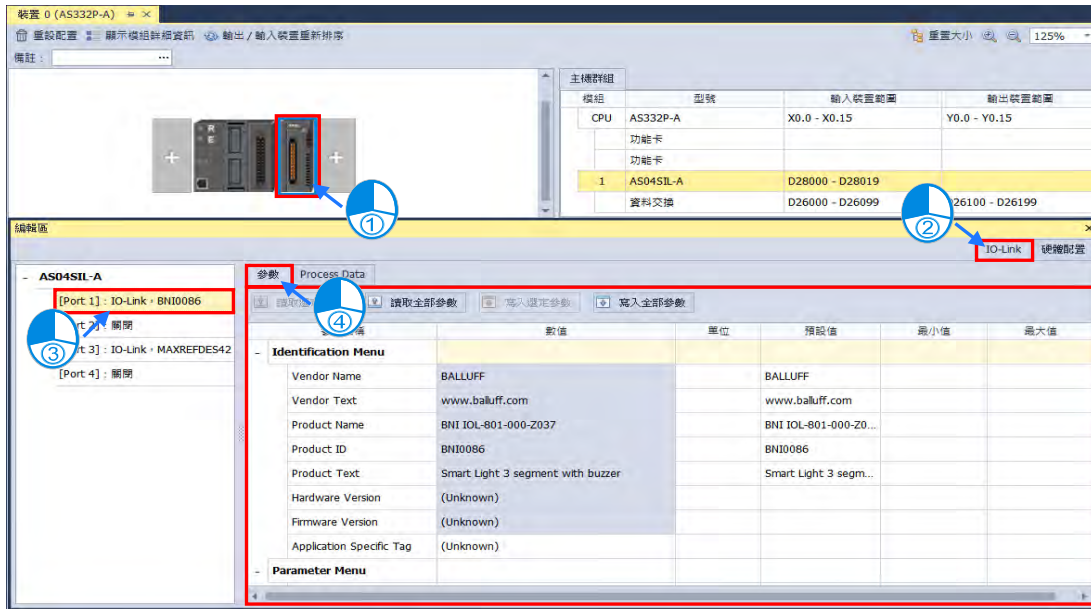 裝置 0 (AS332P-A)
重設配置 顯示模組詳細資訊 輸出/輸入裝置重新排序 重置大小 125%
備註: ...
R
E
+
+
①
主機群組
模組 型號 輸入裝置範圍 輸出裝置範圍
CPU AS332P-A X0.0 - X0.15 Y0.0 - Y0.15
功能卡
功能卡
1 AS04SIL-A D28000 - D28019
資料交換 D26000 - D26099 D26100 - D26199
②
編輯區
IO-Link 硬體配置
- AS04SIL-A
[Port 1]:IO-Link,BNI0086
2]:關閉
rt 3]:IO-Link,MAXREFDES42
[Port 4]:關閉
③
參數 Process Data
讀取 讀取全部參數 寫入選定參數 寫入全部參數
④
稱 數值 單位 預設值 最小值 最大值
- Identification Menu
Vendor Name BALLUFF BALLUFF
Vendor Text www.balluff.com www.balluff.com
Product Name BNI IOL-801-000-Z037 BNI IOL-801-000-Z0...
Product ID BNI0086 BNI0086
Product Text Smart Light 3 segment with buzzer Smart Light 3 segm...
Hardware Version (Unknown)
Firmware Version (Unknown)
Application Specific Tag (Unknown)
- Parameter Menu